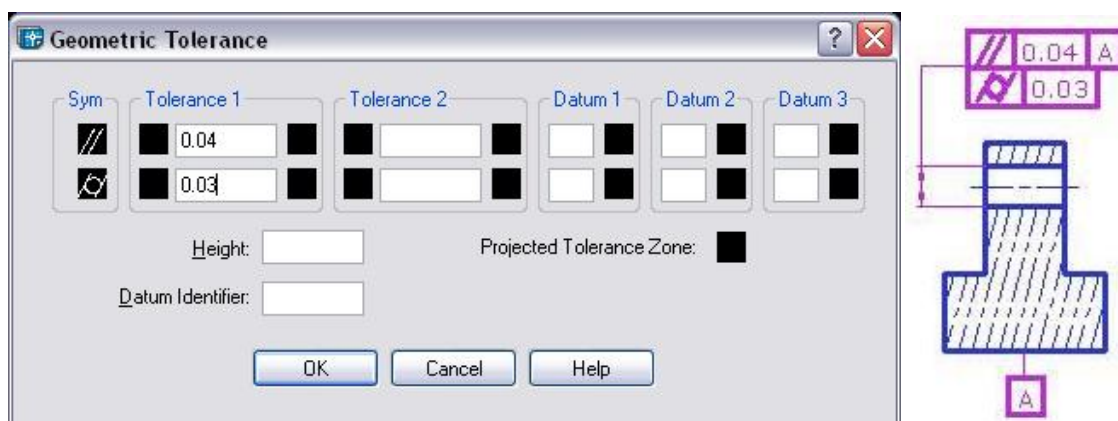 Geometric Tolerance
Sym Tolerance 1 Tolerance 2 Datum 1 Datum 2 Datum 3
0.04
0.03
Height:
Projected Tolerance Zone:
Datum Identifier:
OK Cancel Help
0.04 A
0.03
A